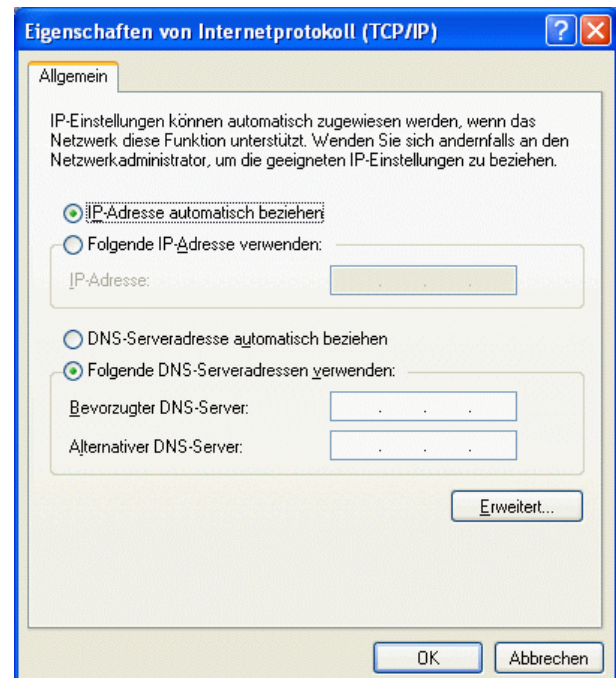 Eigenschaften von Internetprotokoll (TCP/IP)
Allgemein
IP-Einstellungen können automatisch zugewiesen werden, wenn das
Netzwerk diese Funktion unterstützt. Wenden Sie sich andernfalls an den
Netzwerkadministrator, um die geeigneten IP-Einstellungen zu beziehen.
IP-Adresse automatisch beziehen
Folgende IP-Adresse verwenden:
IP-Adresse:
DNS-Serveradresse automatisch beziehen
Folgende DNS-Serveradressen verwenden:
Bevorzugter DNS-Server:
Alternativer DNS-Server:
Erweitert...
OK Abbrechen